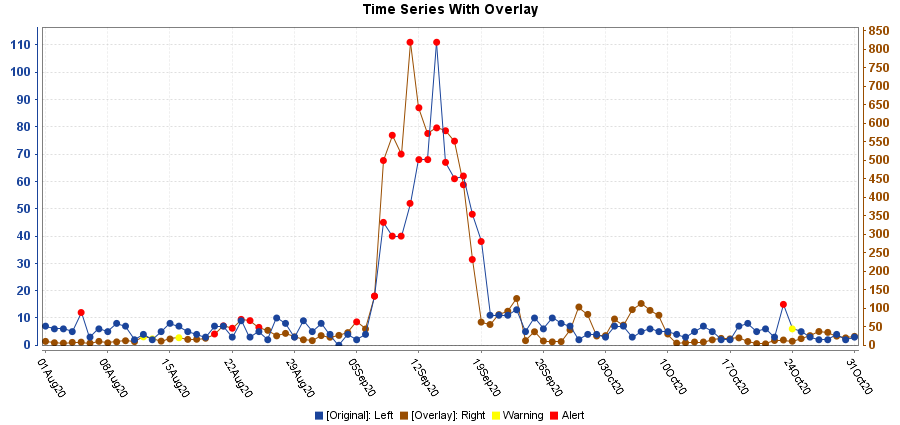 Time Series With Overlay
110
100
90
80
70
60
50
40
30
20
10
0
850
800
750
700
650
600
550
500
450
400
350
300
250
200
150
100
50
0
01Aug20
08Aug20
15Aug20
22Aug20
29Aug20
05Sep20
12Sep20
19Sep20
26Sep20
03Oct20
10Oct20
17Oct20
24Oct20
31Oct20
[Original]: Left [Overlay]: Right Warning Alert